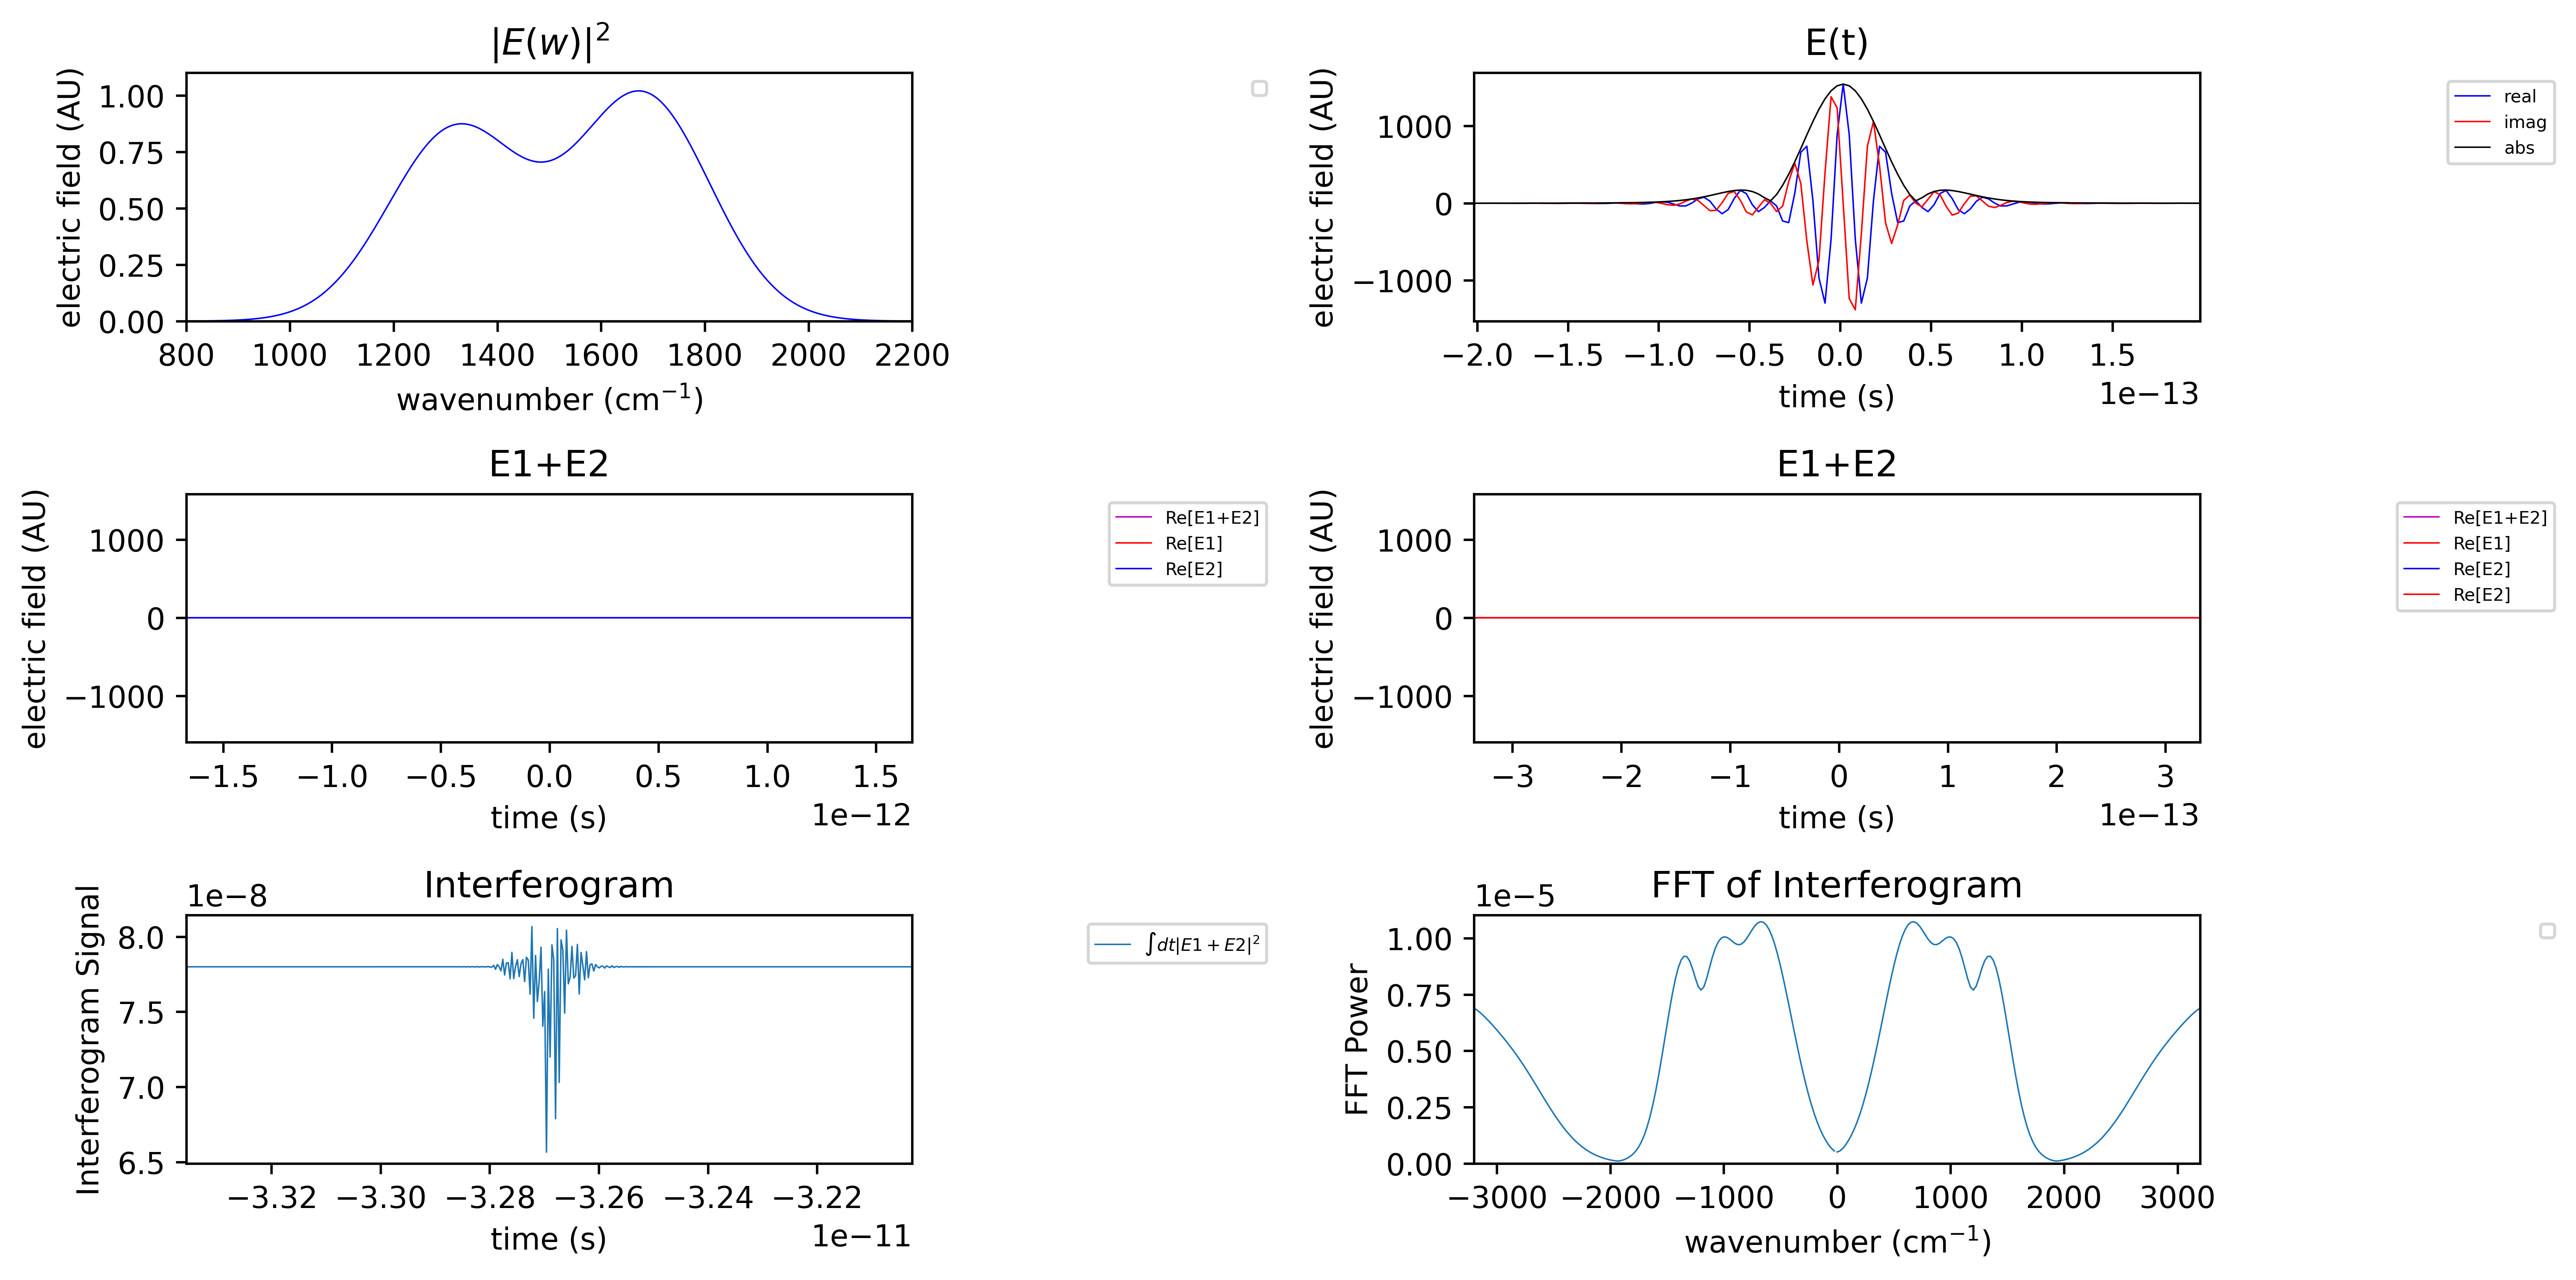 |E(w)|²
electric field (AU)
1.00
0.75
0.50
0.25
0.00
800 1000 1200 1400 1600 1800 2000 2200
wavenumber (cm⁻¹)
E(t)
electric field (AU)
1000
0
−1000
−2.0 −1.5 −1.0 −0.5 0.0 0.5 1.0 1.5
1e−13
time (s)
real
imag
abs
E1+E2
electric field (AU)
1000
0
−1000
−1.5 −1.0 −0.5 0.0 0.5 1.0 1.5
1e−12
time (s)
Re[E1+E2]
Re[E1]
Re[E2]
E1+E2
electric field (AU)
1000
0
−1000
−3 −2 −1 0 1 2 3
1e−13
time (s)
Re[E1+E2]
Re[E1]
Re[E2]
Re[E2]
Interferogram
1e−8
Interferogram Signal
8.0
7.5
7.0
6.5
−3.32 −3.30 −3.28 −3.26 −3.24 −3.22
1e−11
time (s)
∫dt|E1 + E2|²
FFT of Interferogram
1e−5
FFT Power
1.00
0.75
0.50
0.25
0.00
−3000 −2000 −1000 0 1000 2000 3000
wavenumber (cm⁻¹)